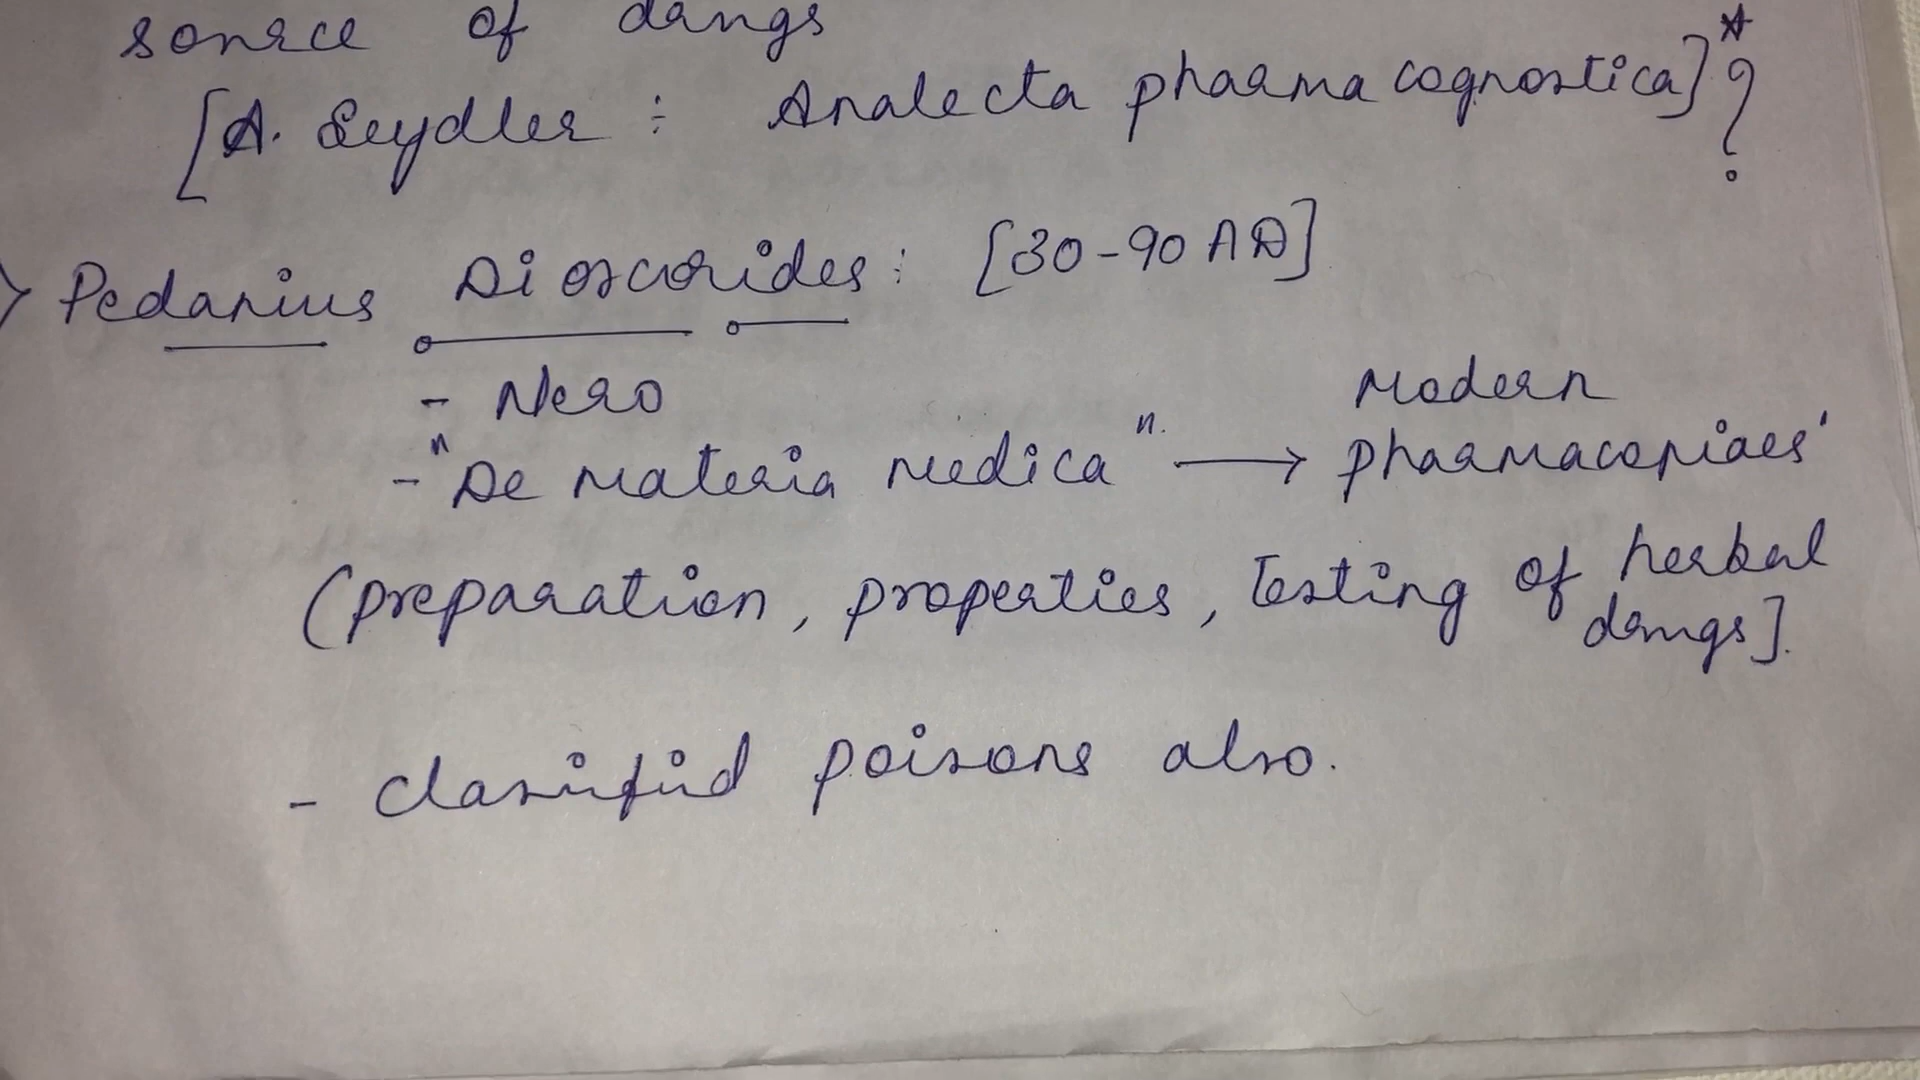 source of drugs
[A. Seydler : Analecta pharmacognostica]*?
> Pedanius Dioscorides : [30-90 AD]
- Nero
- "De materia medica" → Modern pharmacopiaes'
(preparation, properties, testing of herbal drugs].
- classified poisons also.